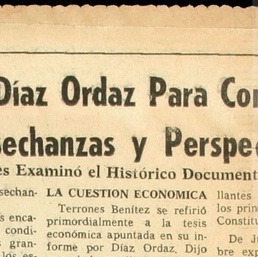 Díaz Ordaz Para Con
sechanzas y Perspec
es Examinó el Histórico Document
sechan-
s enca-
condi-
s gran-
los es-
LA CUESTION ECONOMICA
Terrones Benítez se refirió
primordialmente a la tesis
económica apuntada en su in-
forme por Díaz Ordaz. Dijo
llantes
los prin
Constitu
De Ju
bre exp